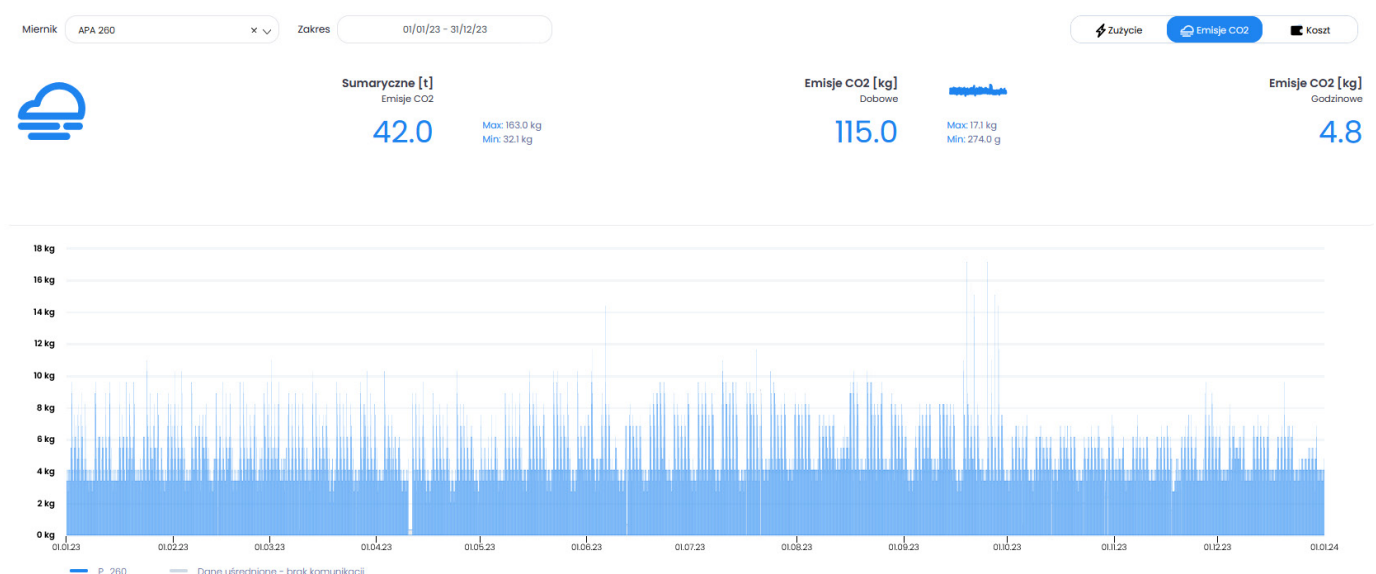 Miernik APA 260 Zakres 01/01/23 - 31/12/23 Zużycie Emisje CO2 Koszt
Sumaryczne [t] Emisje CO2 [kg] Emisje CO2 [kg]
Emisje CO2 Dobowe Godzinowe
42.0 Max: 163.0 kg 115.0 Max: 17.1 kg 4.8
Min: 32.1 kg Min: 274.0 g
18 kg
16 kg
14 kg
12 kg
10 kg
8 kg
6 kg
4 kg
2 kg
0 kg
01.01.23 01.02.23 01.03.23 01.04.23 01.05.23 01.06.23 01.07.23 01.08.23 01.09.23 01.10.23 01.11.23 01.12.23 01.01.24
P_260 Dane uśrednione - brak komunikacji